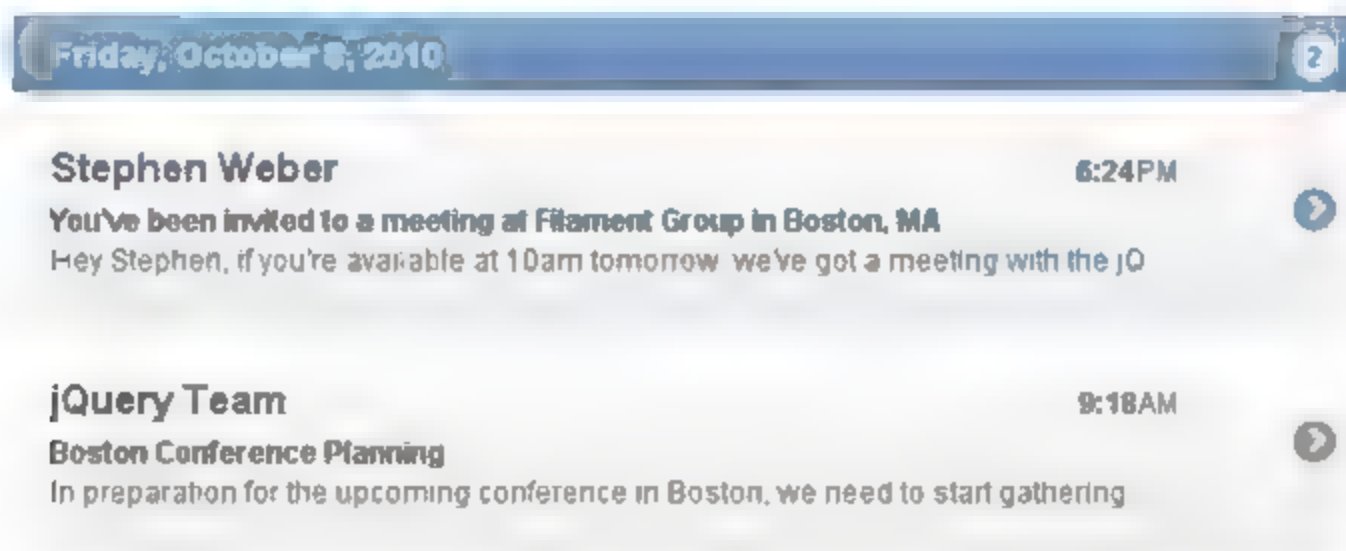 Friday, October 8, 2010 2
Stephen Weber 6:24PM
You've been invited to a meeting at Filament Group in Boston, MA
Hey Stephen, if you're available at 10am tomorrow we've got a meeting with the jQ
jQuery Team 9:18AM
Boston Conference Planning
In preparation for the upcoming conference in Boston, we need to start gathering